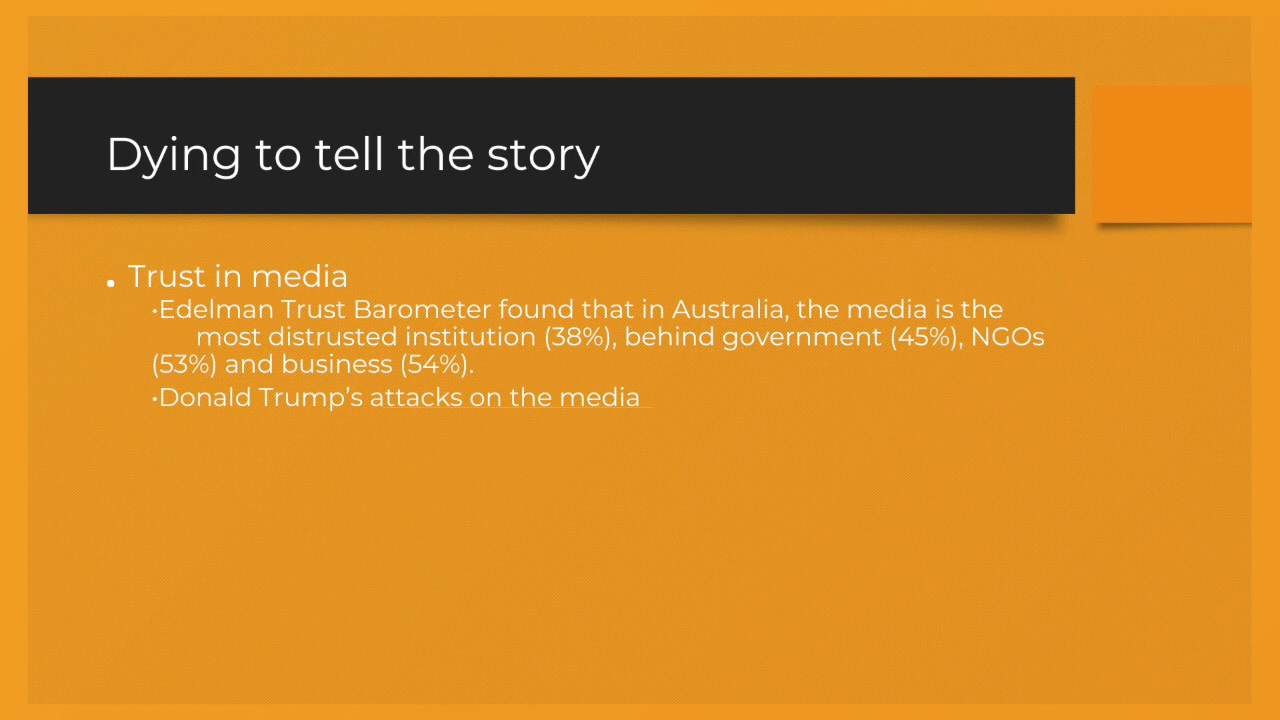 Dying to tell the story
• Trust in media
•Edelman Trust Barometer found that in Australia, the media is the
most distrusted institution (38%), behind government (45%), NGOs
(53%) and business (54%).
•Donald Trump’s attacks on the media